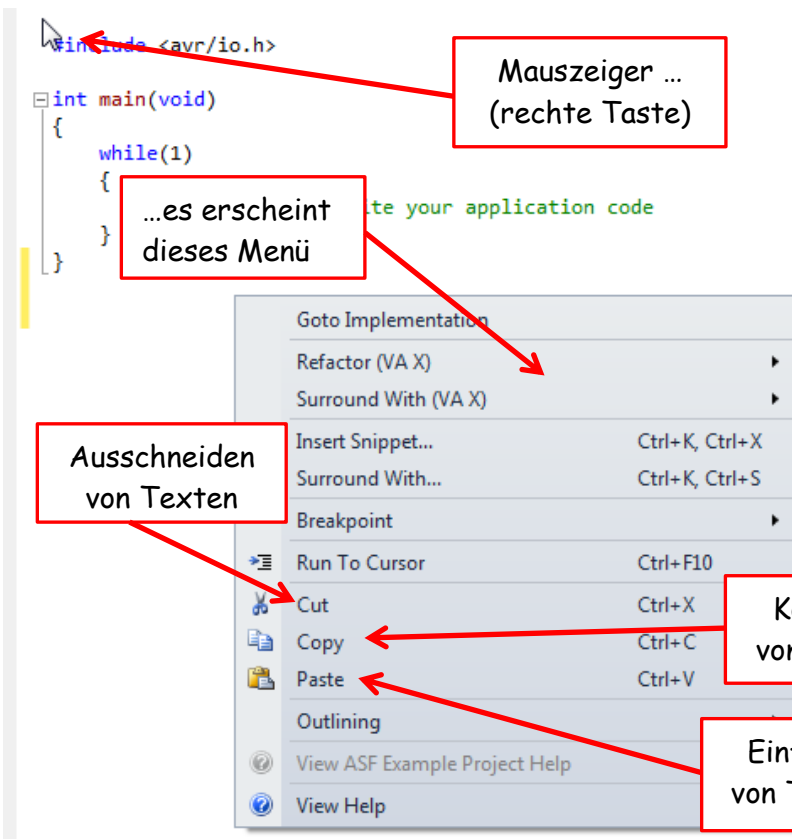 #include <avr/io.h>
Mauszeiger …
(rechte Taste)
int main(void)
{
while(1)
{
…es erscheint
dieses Menü
your application code
}
}
Goto Implementation
Refactor (VA X)
Surround With (VA X)
Insert Snippet... Ctrl+K, Ctrl+X
Surround With... Ctrl+K, Ctrl+S
Ausschneiden
von Texten
Breakpoint
Run To Cursor Ctrl+F10
Cut Ctrl+X
Copy Ctrl+C
Paste Ctrl+V
Outlining
von
View ASF Example Project Help
View Help